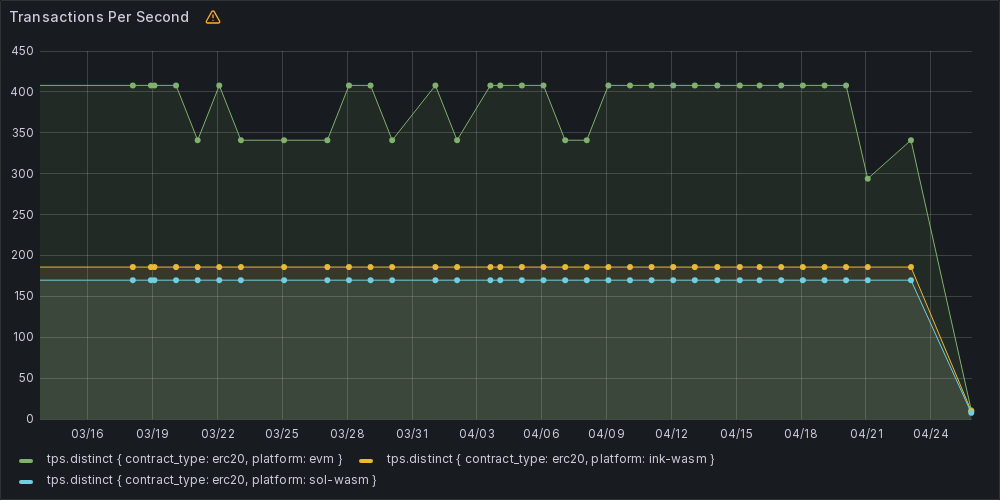 Transactions Per Second
450
400
350
300
250
200
150
100
50
0
03/16 03/19 03/22 03/25 03/28 03/31 04/03 04/06 04/09 04/12 04/15 04/18 04/21 04/24
tps.distinct { contract_type: erc20, platform: evm } tps.distinct { contract_type: erc20, platform: ink-wasm }
tps.distinct { contract_type: erc20, platform: sol-wasm }